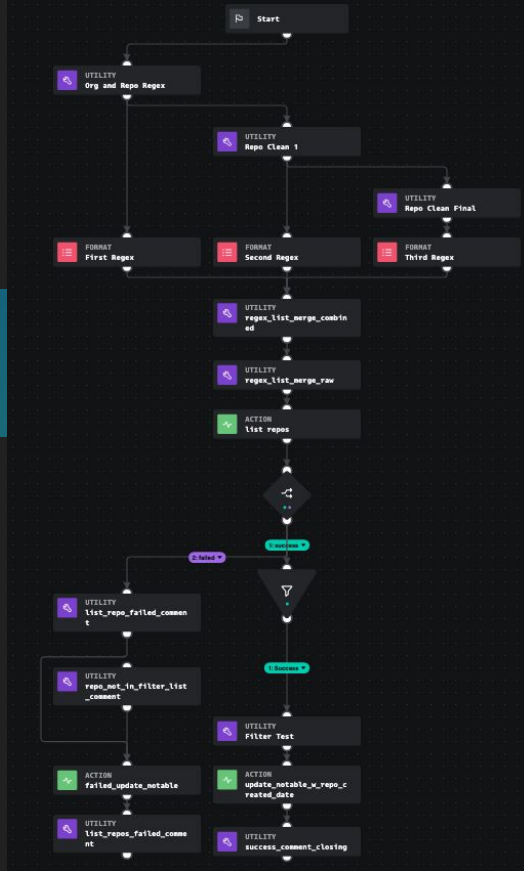 Start
UTILITY
Org and Repo Regex
UTILITY
Repo Clean 1
UTILITY
Repo Clean Final
FORMAT
First Regex
FORMAT
Second Regex
FORMAT
Third Regex
UTILITY
regex_list_merge_combin
ed
UTILITY
regex_list_merge_raw
ACTION
list repos
1: success
2: failed
UTILITY
list_repo_failed_commen
t
1: Success
UTILITY
repo_not_in_filter_list
_comment
UTILITY
Filter Test
ACTION
failed_update_notable
ACTION
update_notable_w_repo_c
reated_date
UTILITY
list_repos_failed_comme
nt
UTILITY
success_comment_closing